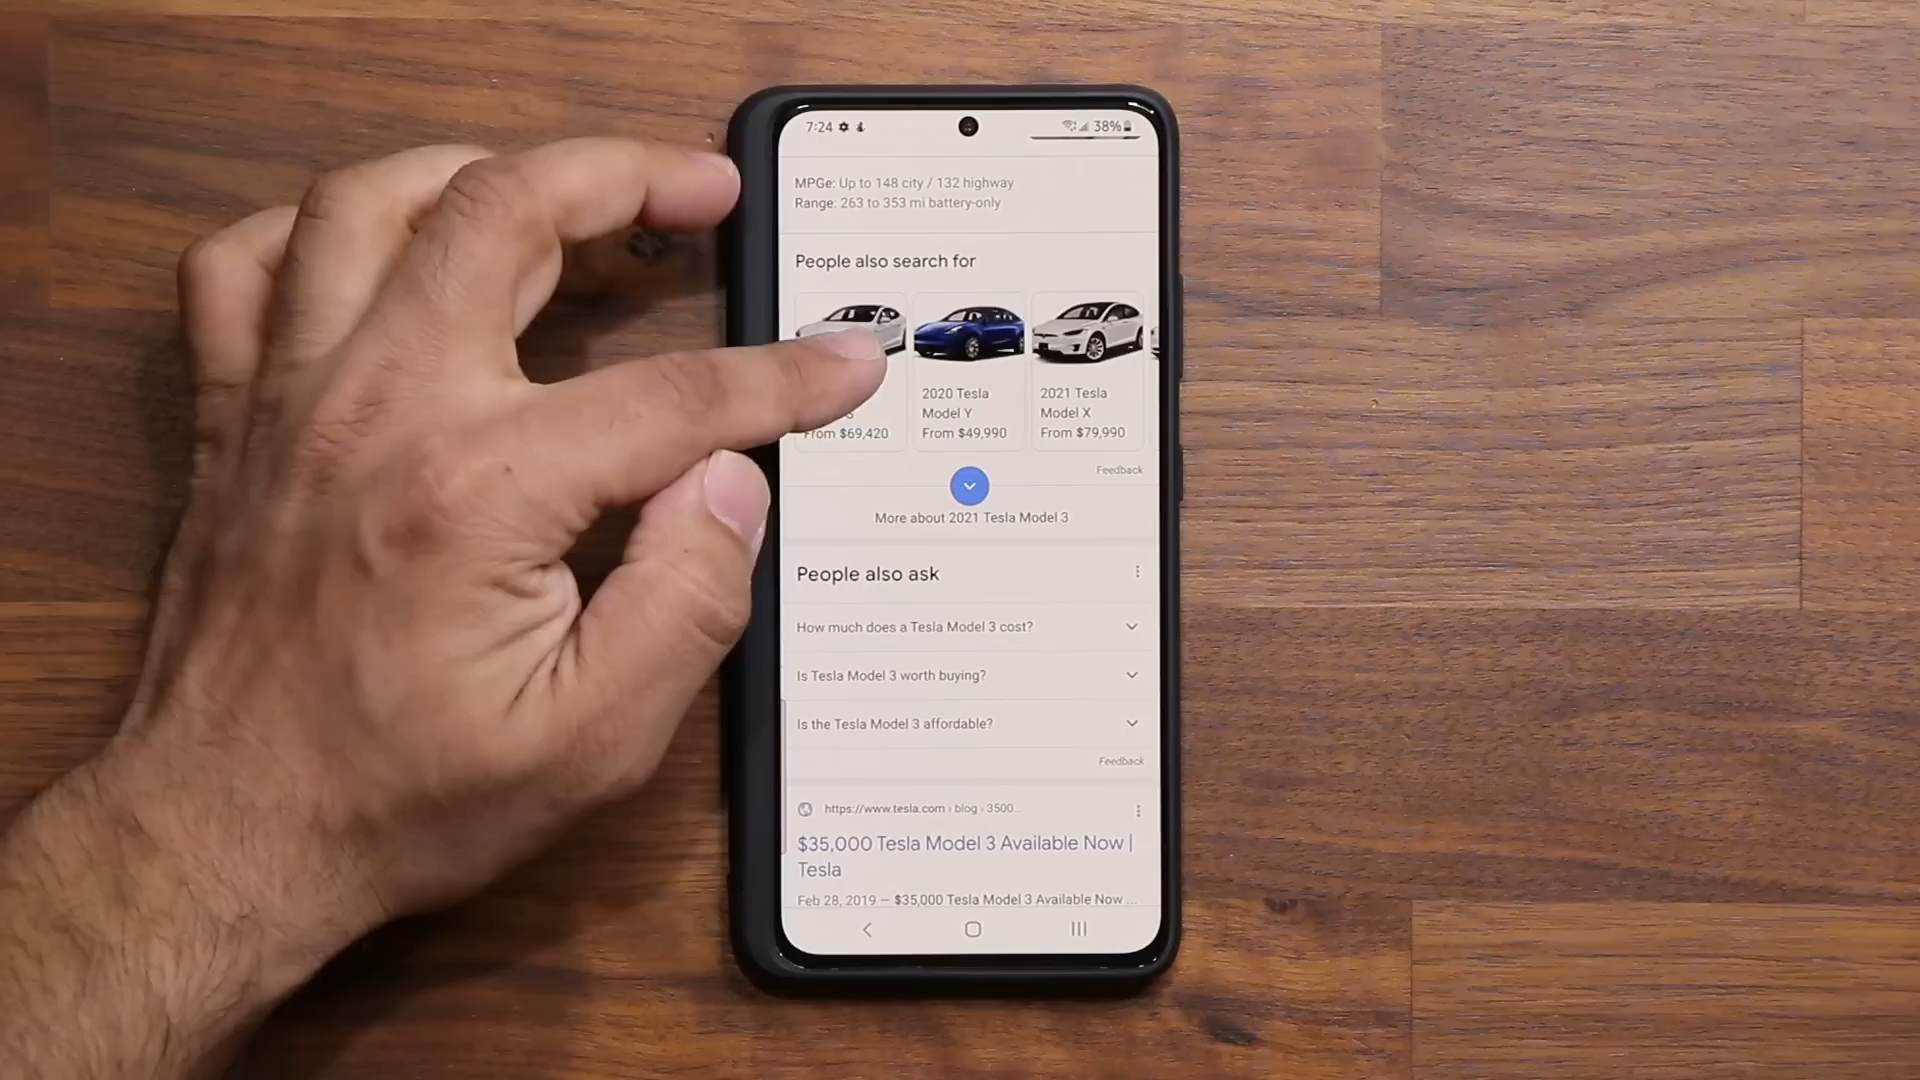 7:24 38%
MPGe: Up to 148 city / 132 highway
Range: 263 to 353 mi battery-only
People also search for
S
From $69,420
2020 Tesla
Model Y
From $49,990
2021 Tesla
Model X
From $79,990
Feedback
More about 2021 Tesla Model 3
People also ask
How much does a Tesla Model 3 cost?
Is Tesla Model 3 worth buying?
Is the Tesla Model 3 affordable?
Feedback
https://www.tesla.com › blog › 3500...
$35,000 Tesla Model 3 Available Now |
Tesla
Feb 28, 2019 — $35,000 Tesla Model 3 Available Now ...